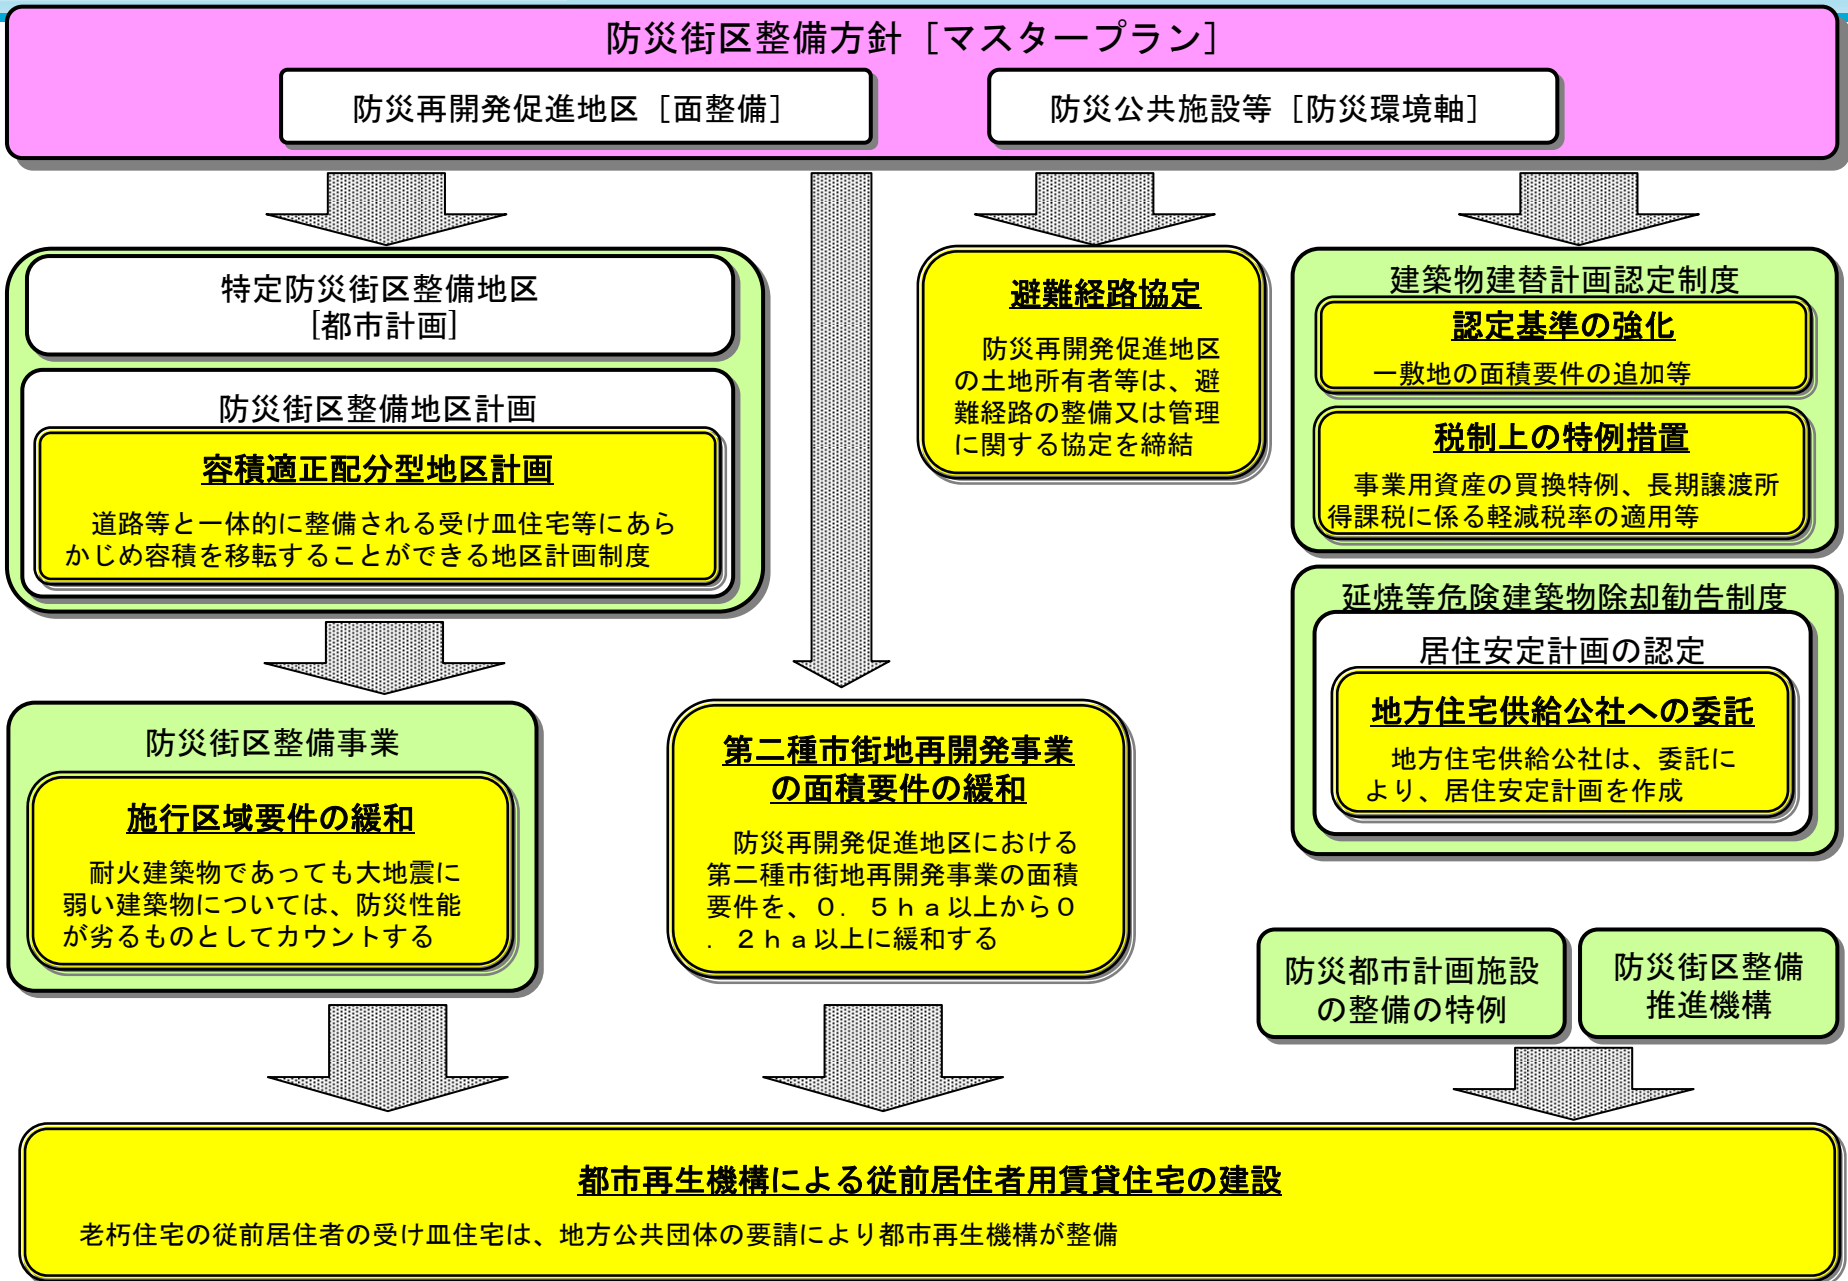 防災街区整備方針［マスタープラン］
防災再開発促進地区［面整備］
防災公共施設等［防災環境軸］
特定防災街区整備地区
［都市計画］
防災街区整備地区計画
容積適正配分型地区計画
道路等と一体的に整備される受け皿住宅等にあら
かじめ容積を移転することができる地区計画制度
避難経路協定
防災再開発促進地区
の土地所有者等は、避
難経路の整備又は管理
に関する協定を締結
建築物建替計画認定制度
認定基準の強化
一敷地の面積要件の追加等
税制上の特例措置
事業用資産の買換特例、長期譲渡所
得課税に係る軽減税率の適用等
延焼等危険建築物除却勧告制度
居住安定計画の認定
地方住宅供給公社への委託
地方住宅供給公社は、委託に
より、居住安定計画を作成
防災街区整備事業
施行区域要件の緩和
耐火建築物であっても大地震に
弱い建築物については、防災性能
が劣るものとしてカウントする
第二種市街地再開発事業
の面積要件の緩和
防災再開発促進地区における
第二種市街地再開発事業の面積
要件を、０．５ｈａ以上から０
．２ｈａ以上に緩和する
防災都市計画施設
の整備の特例
防災街区整備
推進機構
都市再生機構による従前居住者用賃貸住宅の建設
老朽住宅の従前居住者の受け皿住宅は、地方公共団体の要請により都市再生機構が整備